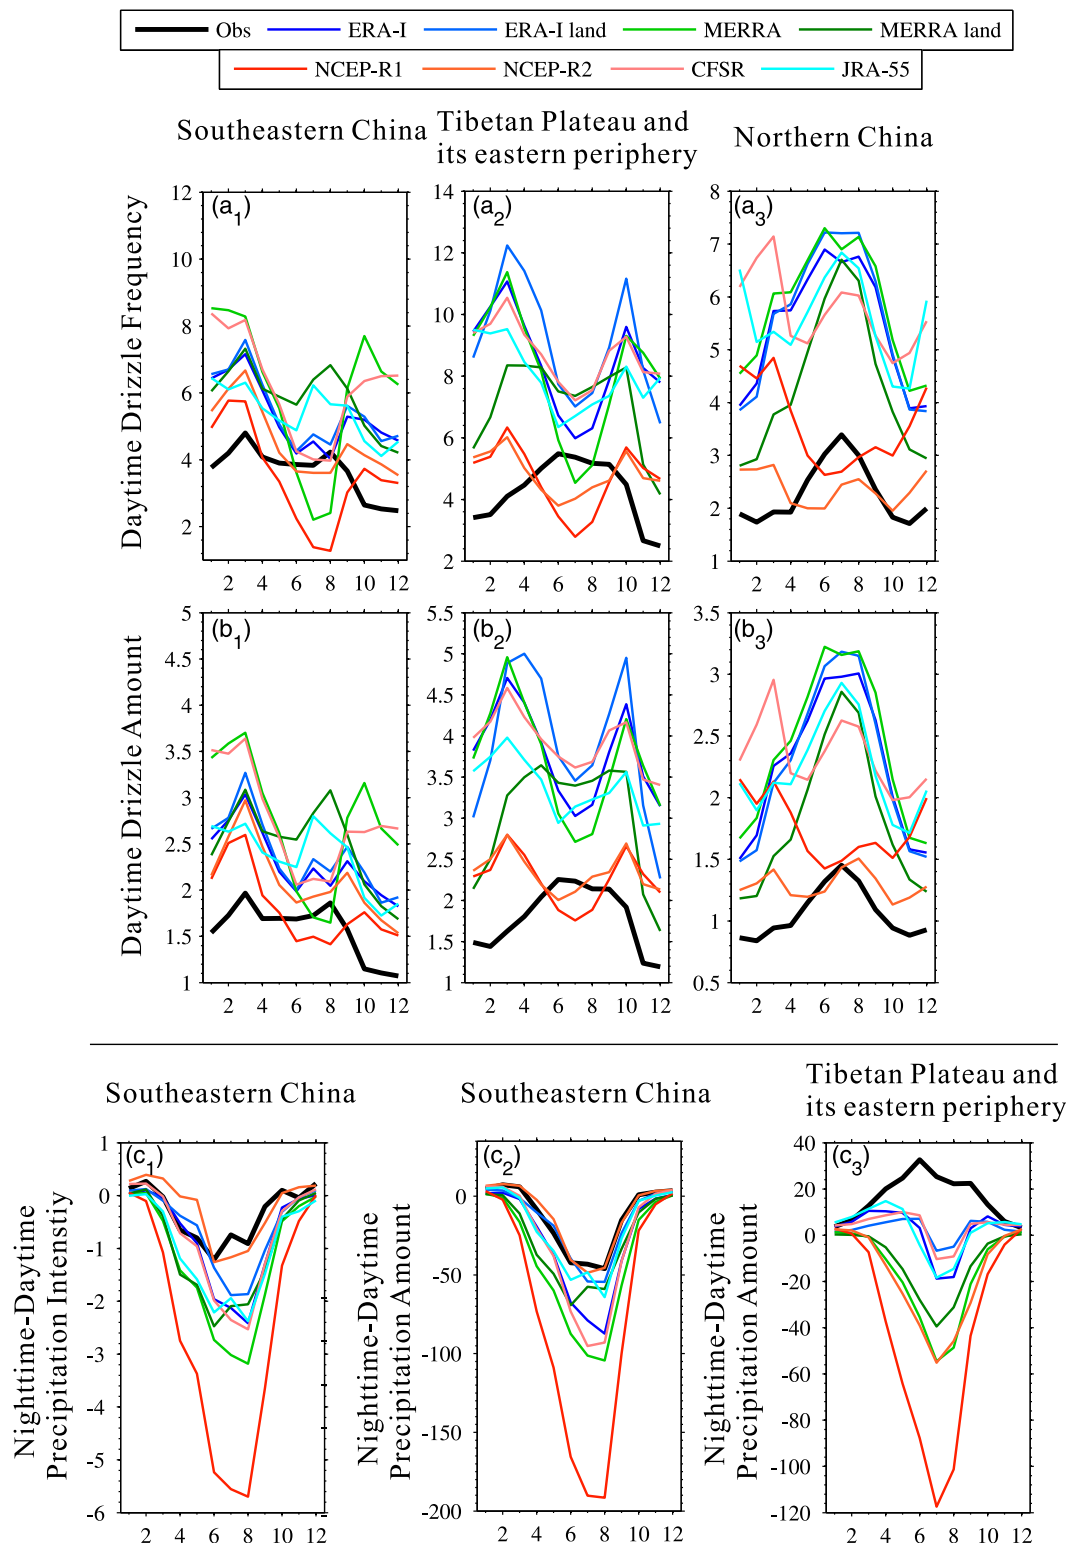 Obs ERA-I ERA-I land MERRA MERRA land
NCEP-R1 NCEP-R2 CFSR JRA-55
Southeastern China
Tibetan Plateau and
its eastern periphery
Northern China
Daytime Drizzle Frequency
(a1)
12
10
8
6
4
2
2 4 6 8 10 12
(a2)
14
12
10
8
6
4
2
2 4 6 8 10 12
(a3)
8
7
6
5
4
3
2
1
2 4 6 8 10 12
Daytime Drizzle Amount
(b1)
5
4.5
4
3.5
3
2.5
2
1.5
1
2 4 6 8 10 12
(b2)
5.5
5
4.5
4
3.5
3
2.5
2
1.5
1
2 4 6 8 10 12
(b3)
3.5
3
2.5
2
1.5
1
0.5
2 4 6 8 10 12
Southeastern China
Southeastern China
Tibetan Plateau and
its eastern periphery
Nighttime-Daytime
Precipitation Intenstiy
(c1)
1
0
-1
-2
-3
-4
-5
-6
2 4 6 8 10 12
Nighttime-Daytime
Precipitation Amount
(c2)
0
-50
-100
-150
-200
2 4 6 8 10 12
Nighttime-Daytime
Precipitation Amount
(c3)
40
20
0
-20
-40
-60
-80
-100
-120
2 4 6 8 10 12